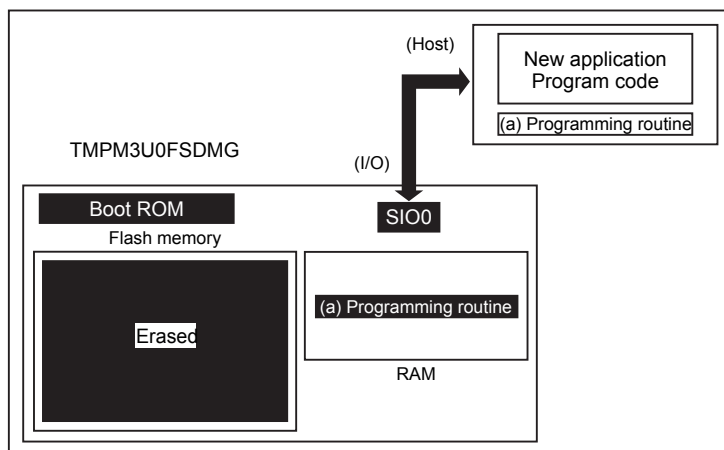 (Host)
New application
Program code
(a) Programming routine
TMPM3U0FSDMG
(I/O)
Boot ROM
SIO0
Flash memory
(a) Programming routine
Erased
RAM